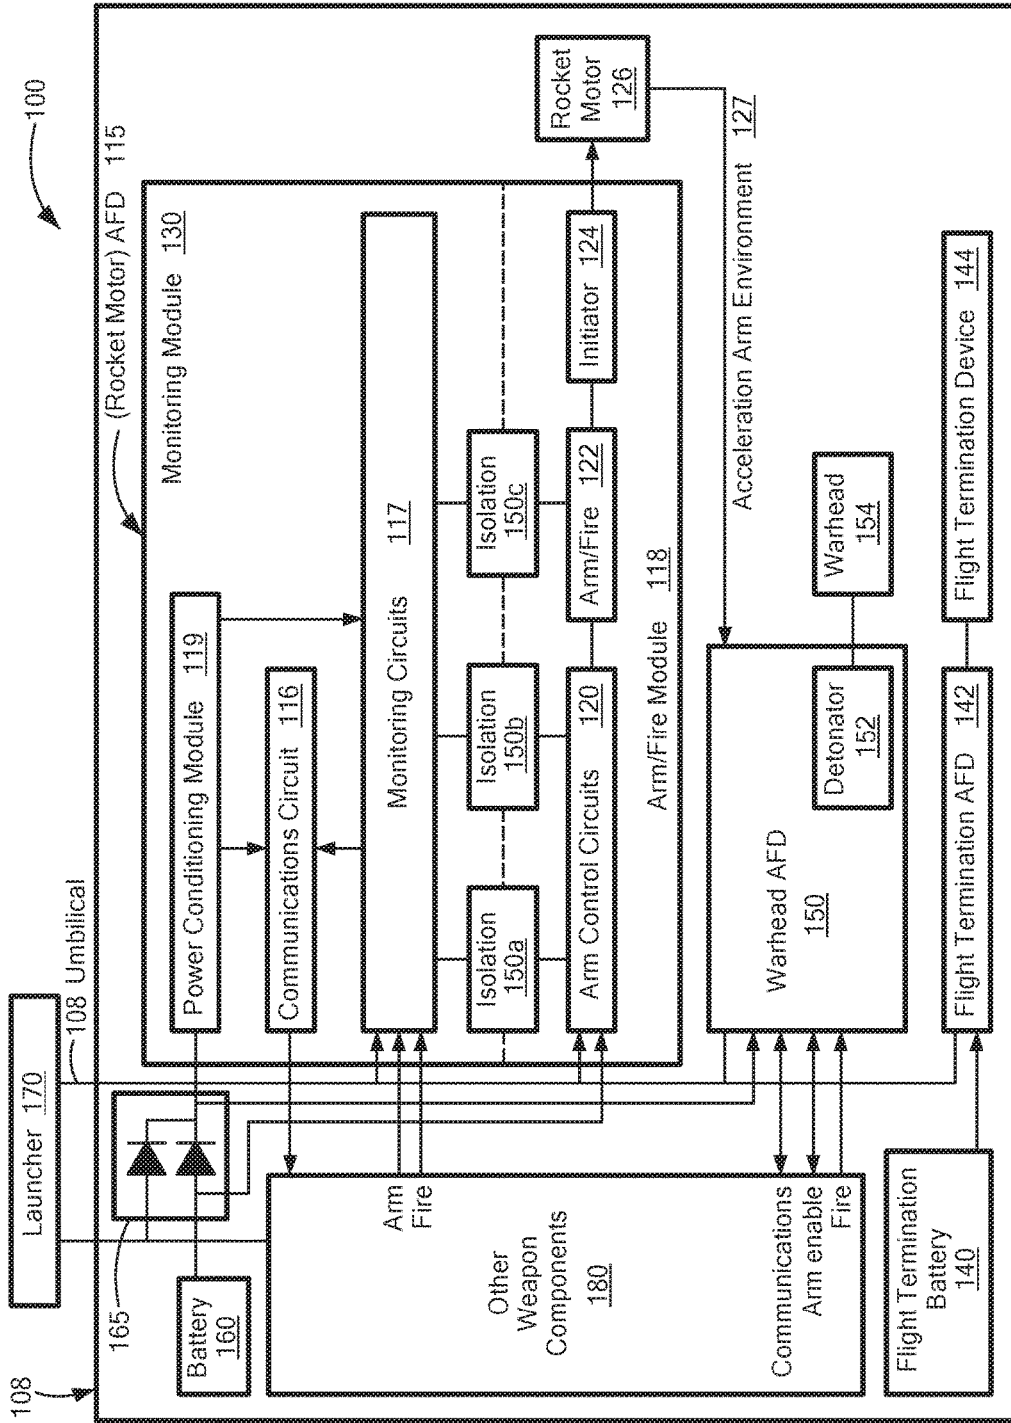 100
108
Launcher 170
108 Umbilical
(Rocket Motor) AFD 115
165
Battery
160
Power Conditioning Module 119
Monitoring Module 130
Communications Circuit 116
Monitoring Circuits 117
Arm
Fire
Isolation
150a
Isolation
150b
Isolation
150c
Arm Control Circuits 120
Arm/Fire 122
Initiator 124
Rocket
Motor
126
Arm/Fire Module 118
Acceleration Arm Environment 127
Other
Weapon
Components
180
Communications
Arm enable
Fire
Warhead AFD
150
Detonator
152
Warhead
154
Flight Termination
Battery
140
Flight Termination AFD 142
Flight Termination Device 144